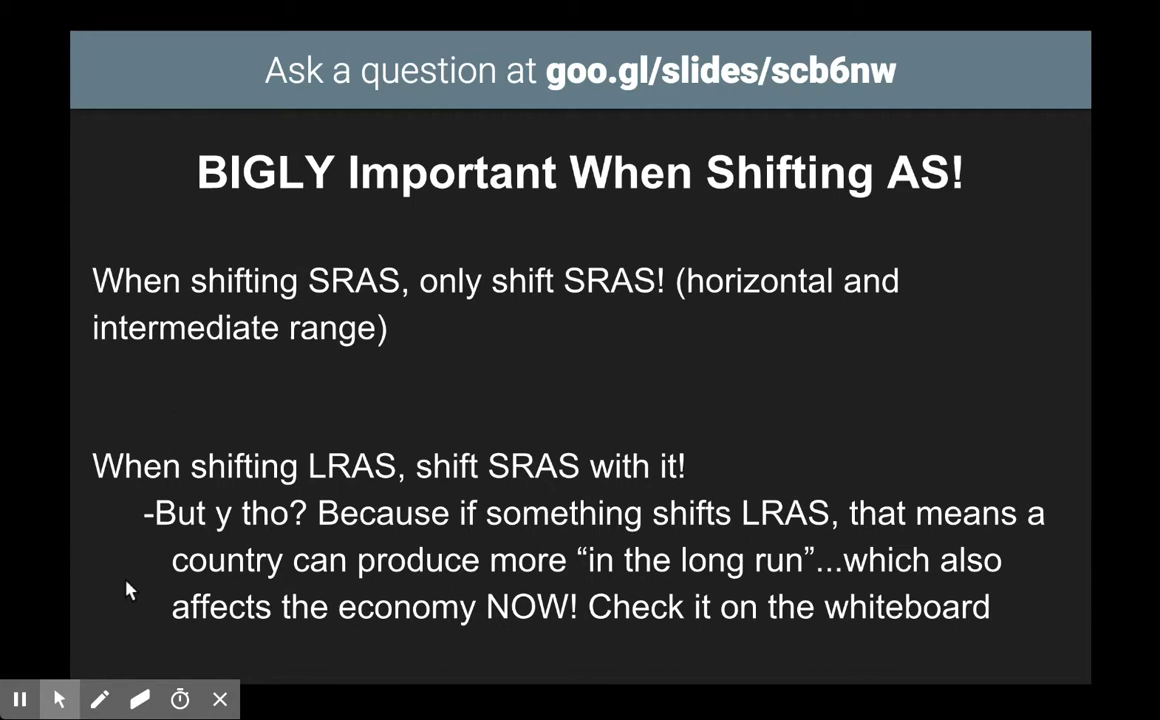 Ask a question at goo.gl/slides/scb6nw
BIGLY Important When Shifting AS!
When shifting SRAS, only shift SRAS! (horizontal and
intermediate range)
When shifting LRAS, shift SRAS with it!
-But y tho? Because if something shifts LRAS, that means a
country can produce more “in the long run”...which also
affects the economy NOW! Check it on the whiteboard